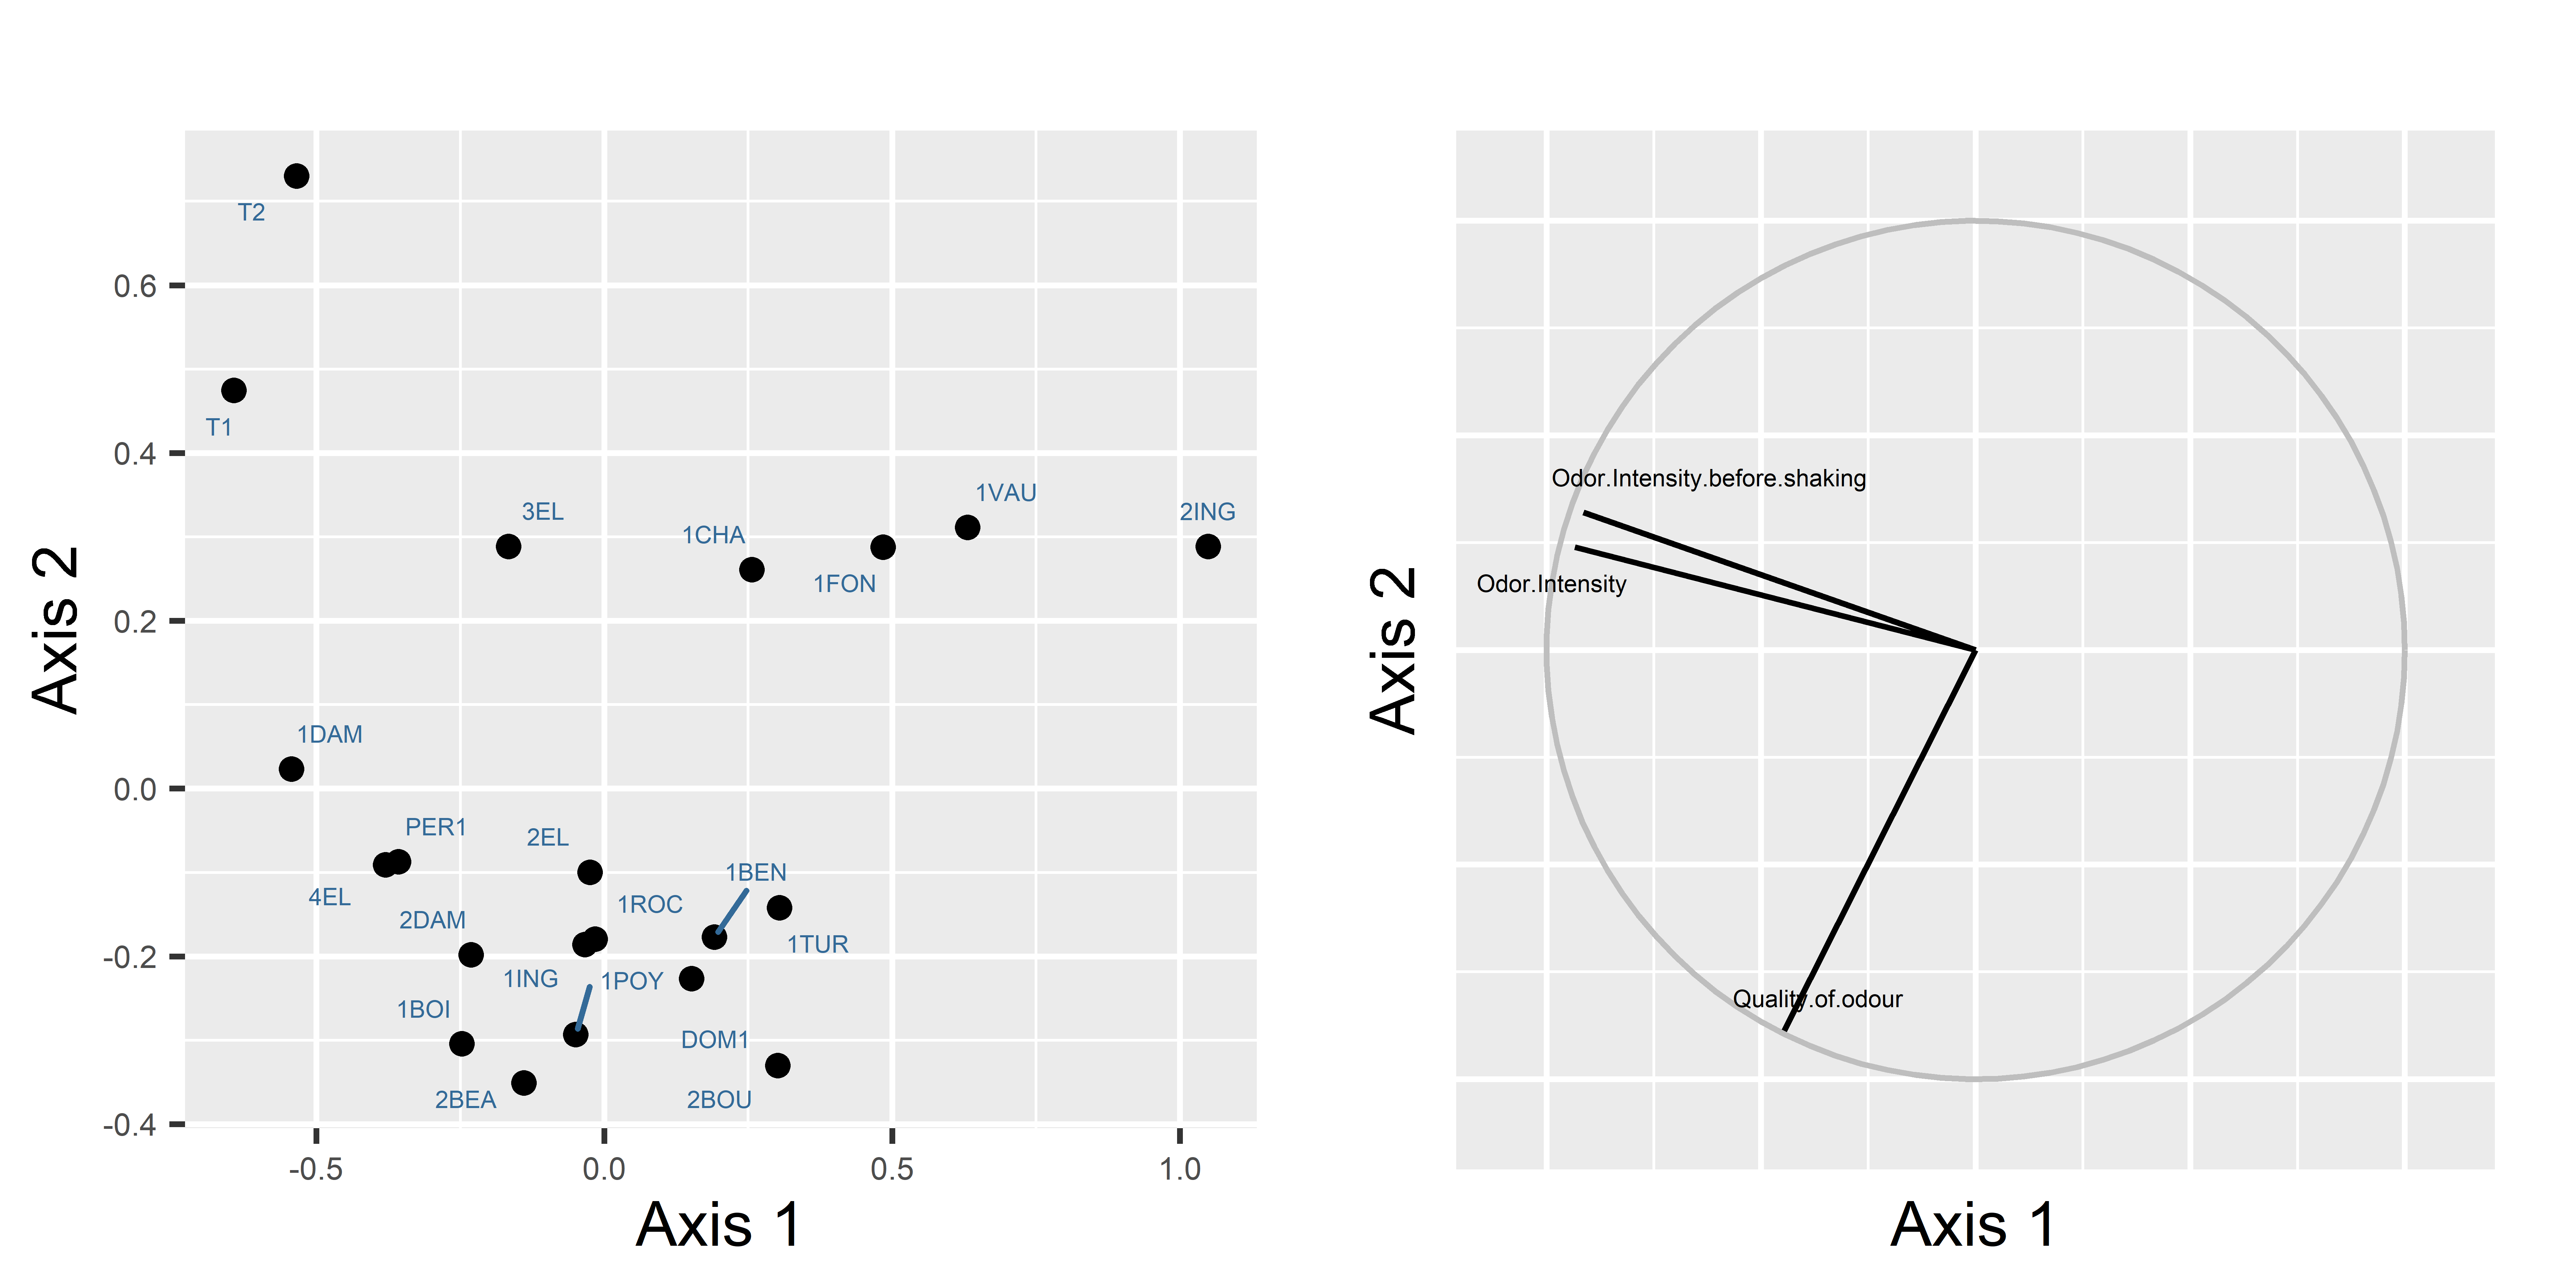 T2
0.6
T1
0.4
3EL
1CHA
1FON
1VAU
2ING
0.2
1DAM
0.0
PER1
4EL
2EL
2DAM
1ROC
1BEN
1TUR
-0.2
1ING
1POY
1BOI
DOM1
2BEA
2BOU
-0.4
-0.5
0.0
0.5
1.0
Axis 1
Axis 2
Odor.Intensity.before.shaking
Odor.Intensity
Quality.of.odour
Axis 1
Axis 2